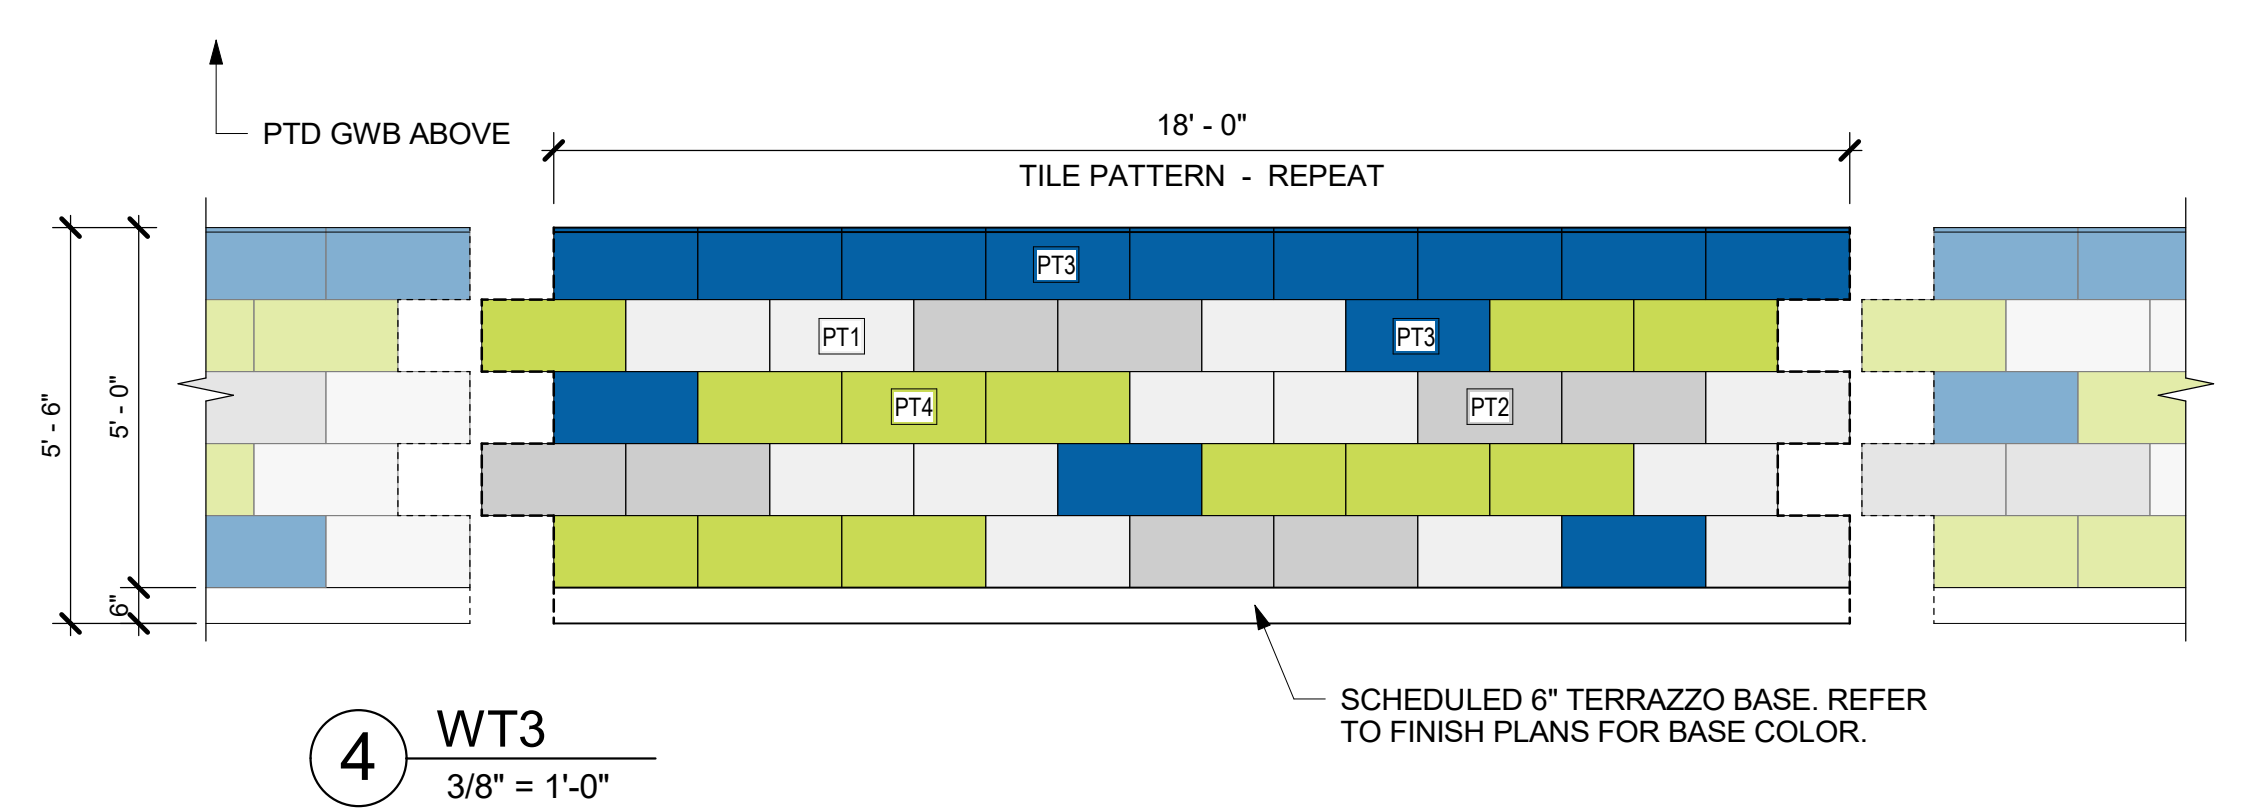 PTD GWB ABOVE
18' - 0"
TILE PATTERN - REPEAT
PT3
PT1
PT3
PT4
PT2
5' - 6"
5' - 0"
6"
SCHEDULED 6" TERRAZZO BASE. REFER
TO FINISH PLANS FOR BASE COLOR.
4
WT3
3/8" = 1'-0"